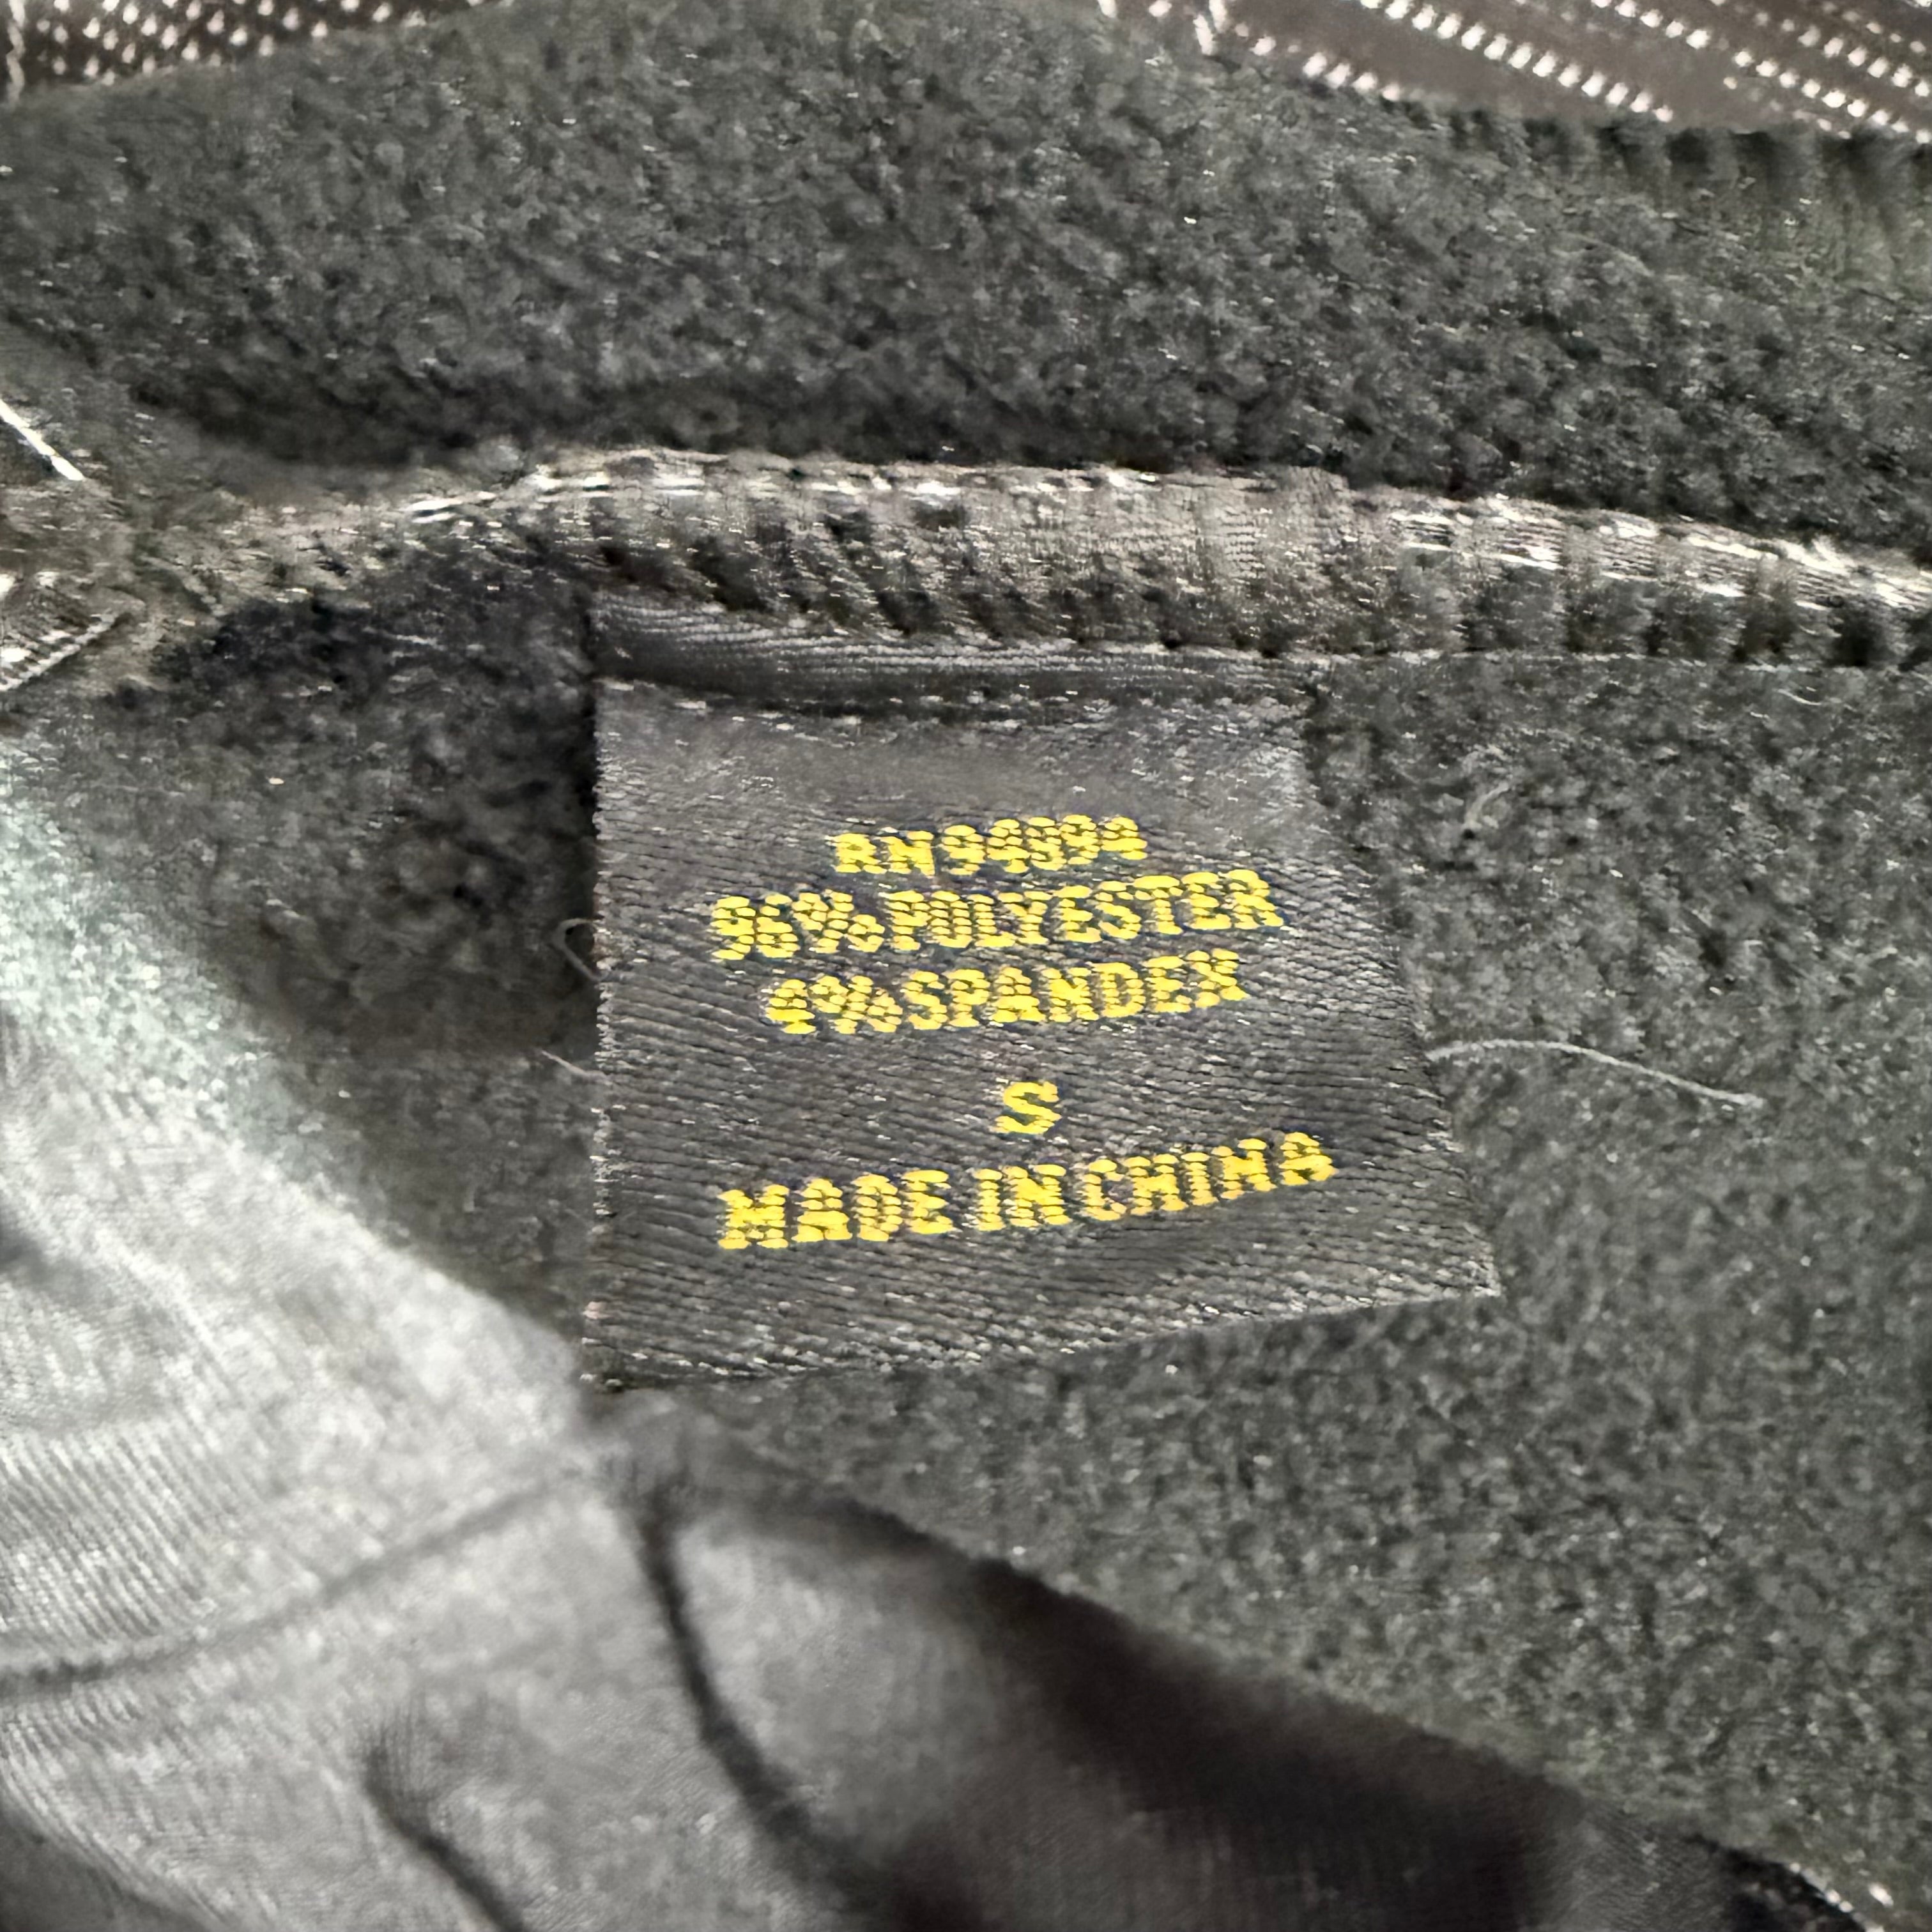 RN94894
96%POLYESTER
4%SPANDEX
S
MADE IN CHINA